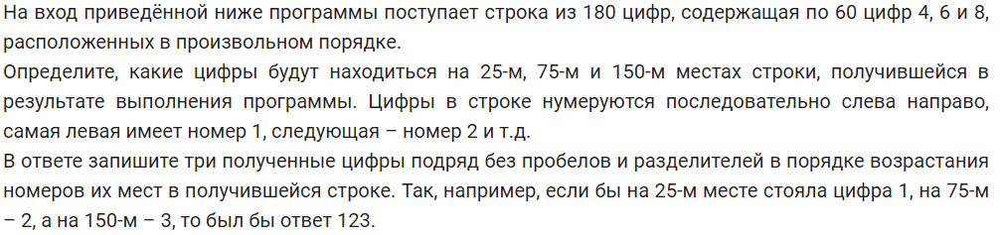 На вход приведённой ниже программы поступает строка из 180 цифр, содержащая по 60 цифр 4, 6 и 8,
расположенных в произвольном порядке.
Определите, какие цифры будут находиться на 25-м, 75-м и 150-м местах строки, получившейся в
результате выполнения программы. Цифры в строке нумеруются последовательно слева направо,
самая левая имеет номер 1, следующая – номер 2 и т.д.
В ответе запишите три полученные цифры подряд без пробелов и разделителей в порядке возрастания
номеров их мест в получившейся строке. Так, например, если бы на 25-м месте стояла цифра 1, на 75-м
– 2, а на 150-м – 3, то был бы ответ 123.